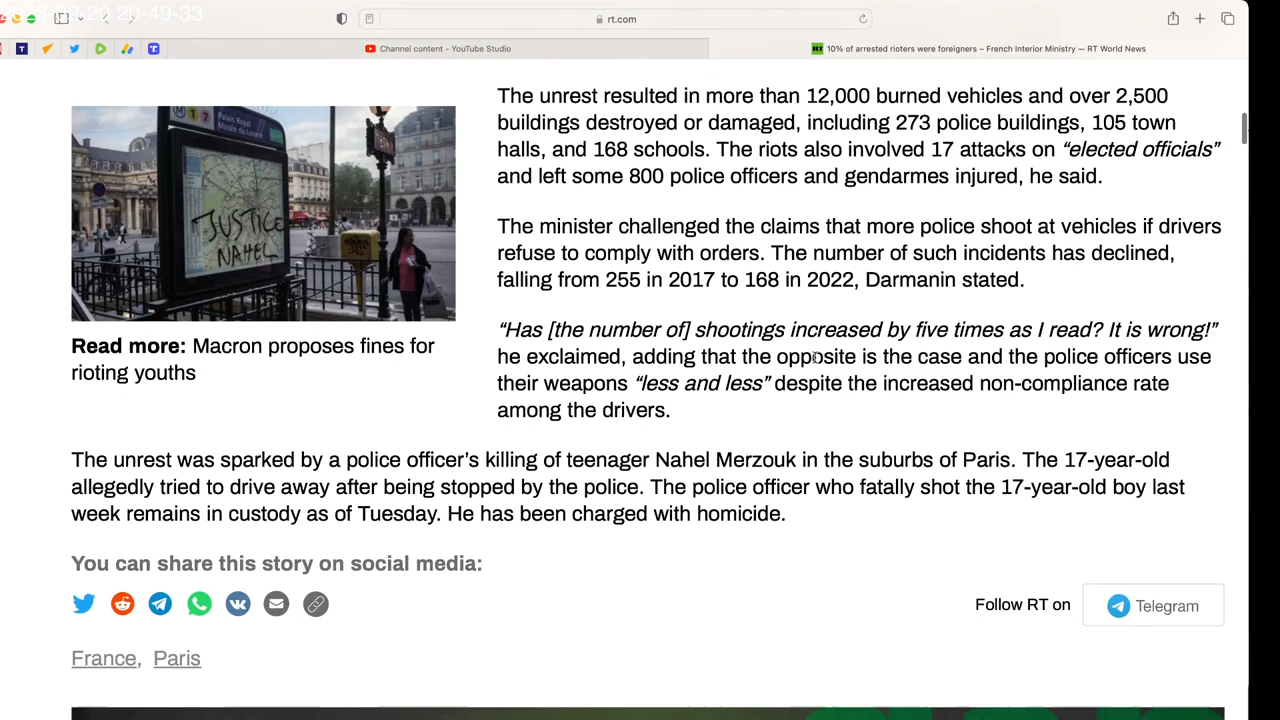 20-49-33
rt.com
Channel content - YouTube Studio
RT 10% of arrested rioters were foreigners – French Interior Ministry — RT World News
The unrest resulted in more than 12,000 burned vehicles and over 2,500
buildings destroyed or damaged, including 273 police buildings, 105 town
halls, and 168 schools. The riots also involved 17 attacks on “elected officials”
and left some 800 police officers and gendarmes injured, he said.
M 1 7
Palais Royal
Musée du Louvre
JUSTICE
NAHEL
The minister challenged the claims that more police shoot at vehicles if drivers
refuse to comply with orders. The number of such incidents has declined,
falling from 255 in 2017 to 168 in 2022, Darmanin stated.
“Has [the number of] shootings increased by five times as I read? It is wrong!”
he exclaimed, adding that the opposite is the case and the police officers use
their weapons “less and less” despite the increased non-compliance rate
among the drivers.
Read more: Macron proposes fines for
rioting youths
The unrest was sparked by a police officer’s killing of teenager Nahel Merzouk in the suburbs of Paris. The 17-year-old
allegedly tried to drive away after being stopped by the police. The police officer who fatally shot the 17-year-old boy last
week remains in custody as of Tuesday. He has been charged with homicide.
You can share this story on social media:
Follow RT on
Telegram
France, Paris